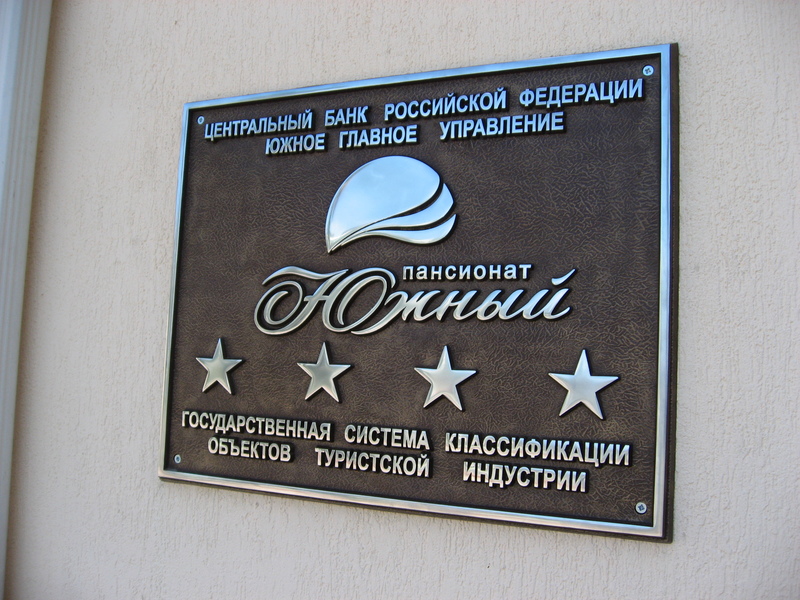 ЦЕНТРАЛЬНЫЙ БАНК РОССИЙСКОЙ ФЕДЕРАЦИИ
ЮЖНОЕ ГЛАВНОЕ УПРАВЛЕНИЕ
пансионат
Южный
ГОСУДАРСТВЕННАЯ СИСТЕМА КЛАССИФИКАЦИИ
ОБЪЕКТОВ ТУРИСТСКОЙ ИНДУСТРИИ